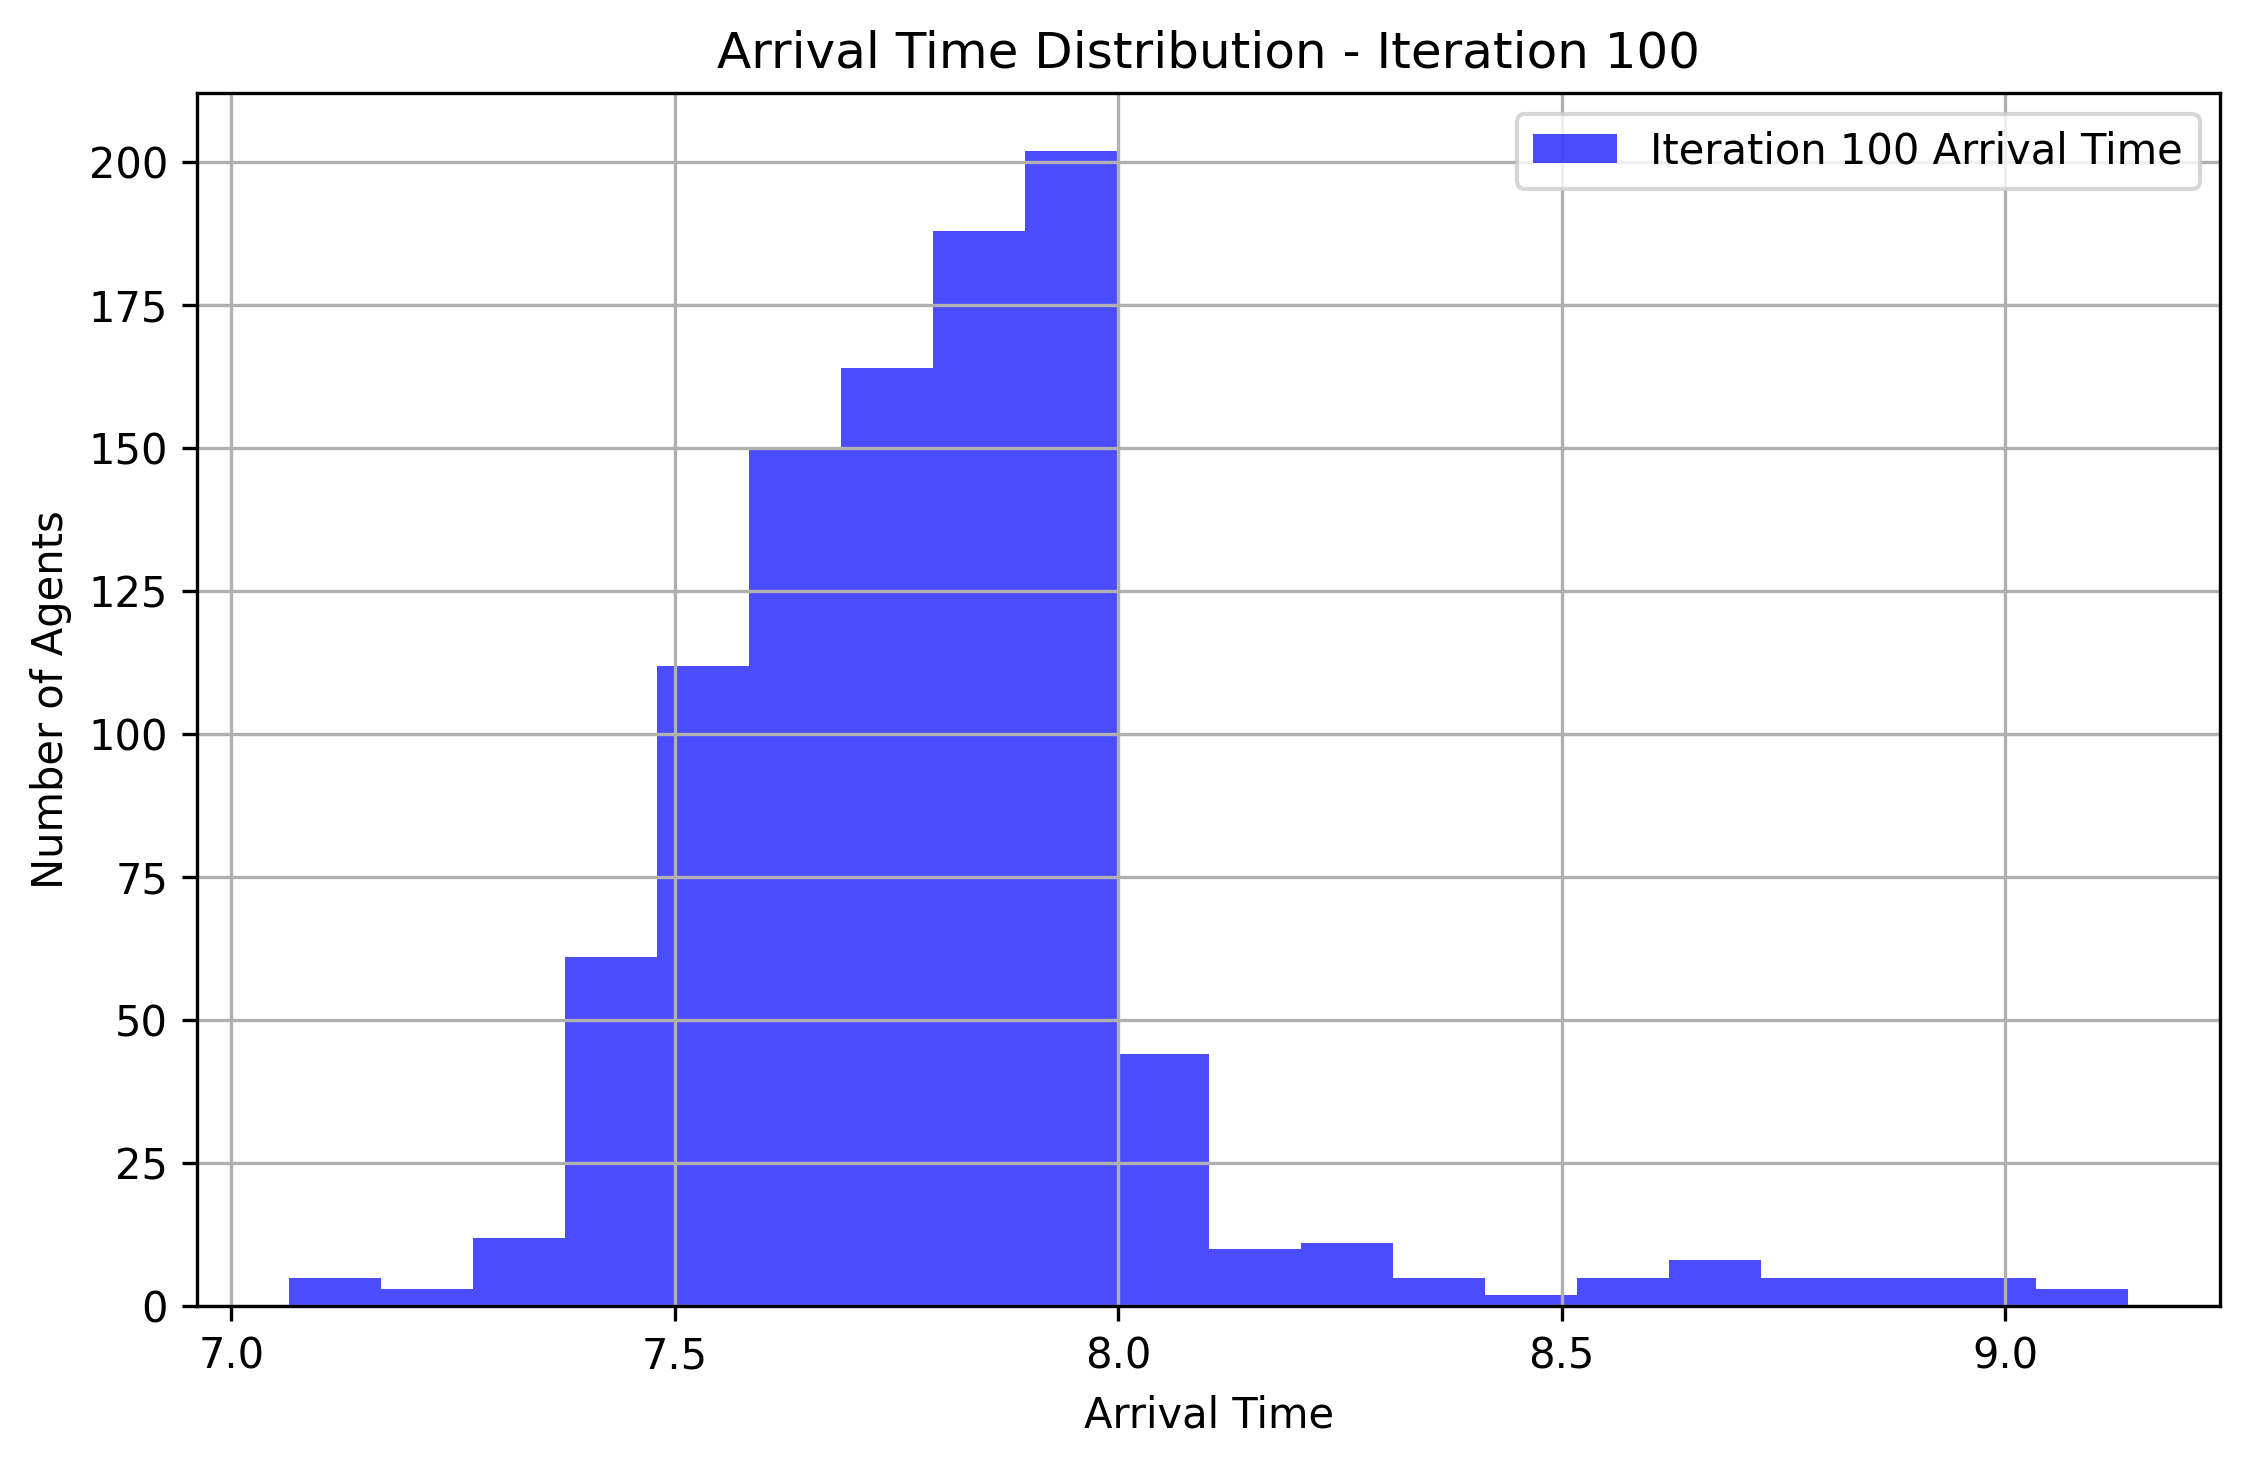 Arrival Time Distribution - Iteration 100
Iteration 100 Arrival Time
Number of Agents
200
175
150
125
100
75
50
25
0
7.0 7.5 8.0 8.5 9.0
Arrival Time